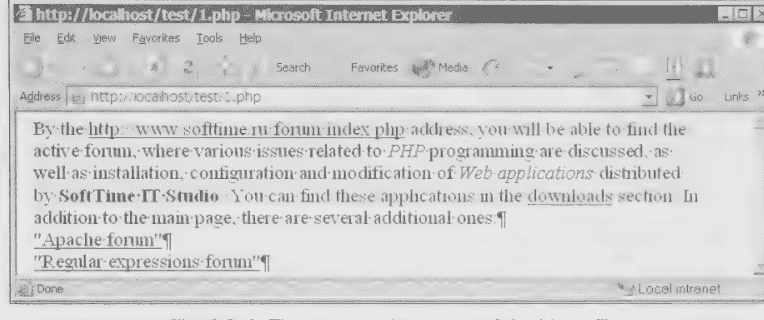 http://localhost/test/1.php - Microsoft Internet Explorer
File Edit View Favorites Tools Help
Search Favorites Media
Address http://localhost/test/1.php Go Links »
By the http://www.softtime.ru/forum/index.php address, you will be able to find the
active forum, where various issues related to PHP programming are discussed, as
well as installation, configuration and modification of Web applications distributed
by SoftTime IT Studio. You can find these applications in the downloads section. In
addition to the main page, there are several additional ones:¶
"Apache forum"¶
"Regular expressions forum"¶
Done Local intranet